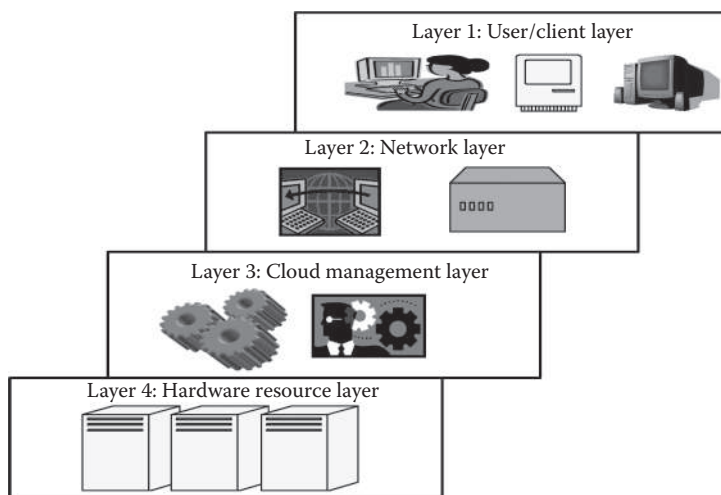 Layer 1: User/client layer
Layer 2: Network layer
Layer 3: Cloud management layer
Layer 4: Hardware resource layer